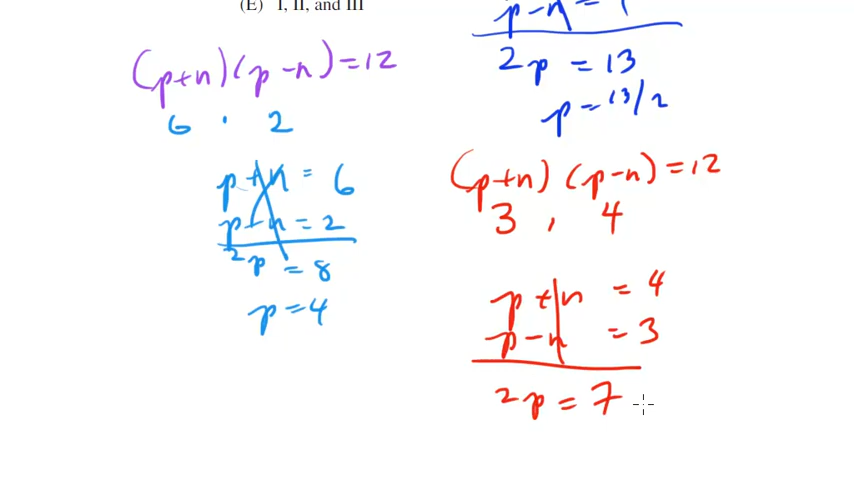 (E) I, II, and III
(p+n)(p-n)=12
6 · 2
p+n = 6
p-n = 2
2p = 8
p=4
p-n = 1
2p = 13
p=13/2
(p+n)(p-n)=12
3, 4
p+n = 4
p-n = 3
2p = 7